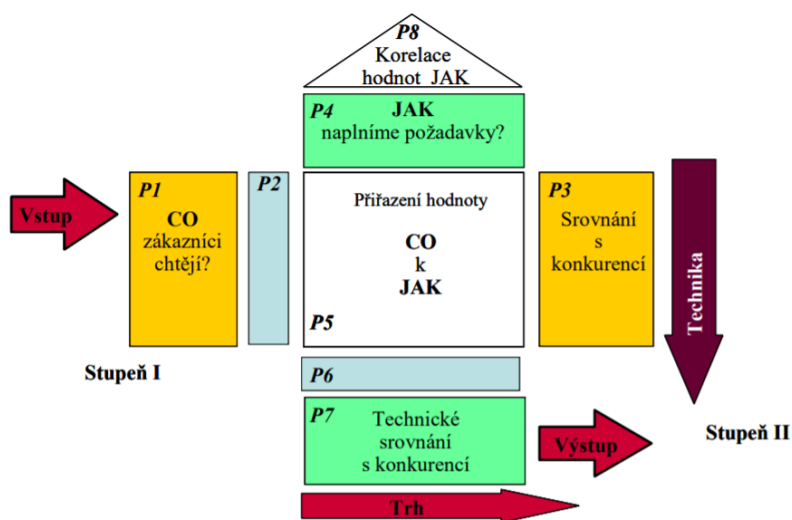 P8
Korelace
hodnot JAK
P4 JAK
naplníme požadavky?
Vstup
P1
CO
zákazníci
chtějí?
P2
Přiřazení hodnoty
CO
k
JAK
P5
P3
Srovnání
s
konkurencí
Technika
Stupeň I
P6
P7 Technické
srovnání
s konkurencí
Výstup
Stupeň II
Trh